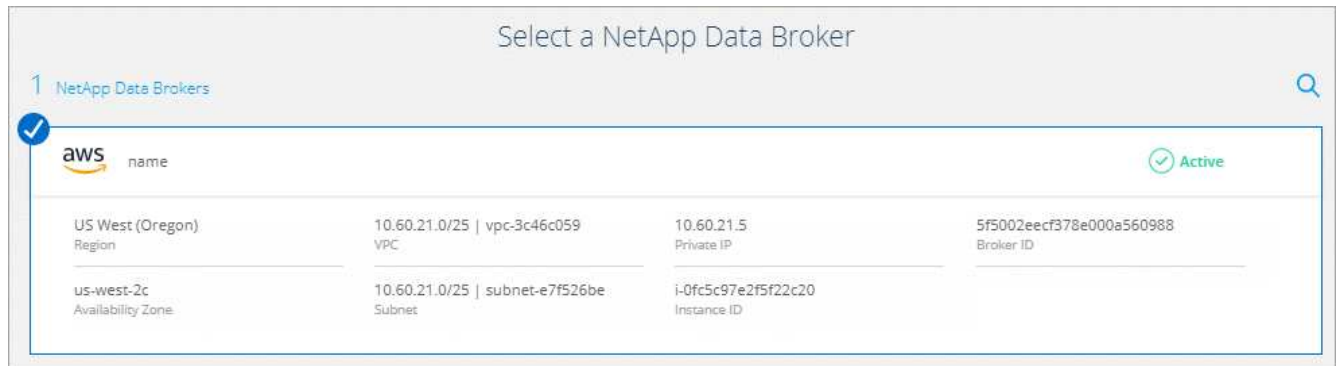 Select a NetApp Data Broker
1 NetApp Data Brokers
aws name Active
US West (Oregon) 10.60.21.0/25 | vpc-3c46c059 10.60.21.5 5f5002eecf378e000a560988
Region VPC Private IP Broker ID
us-west-2c 10.60.21.0/25 | subnet-e7f526be i-0fc5c97e2f5f22c20
Availability Zone Subnet Instance ID